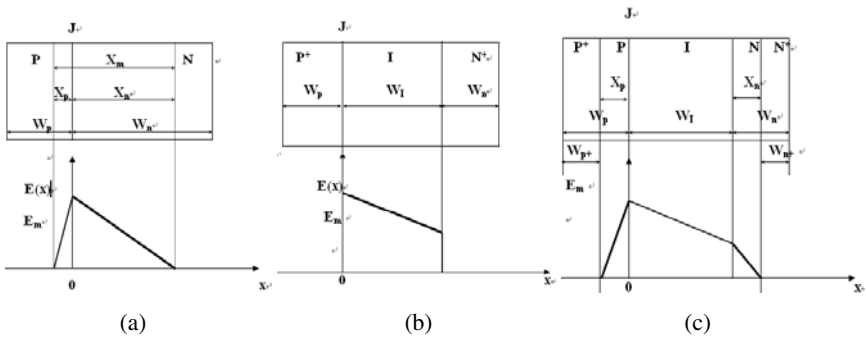 J
P Xm N
Xp Xn
Wp Wn
E(x)
Em
0 x
(a)
J
P+ I N+
Wp WI Wn
E(x)
Em
0 x
(b)
J
P+ P I N N+
Xp Xn
Wp WI Wn
Wp+ Wn+
Em
0 x
(c)